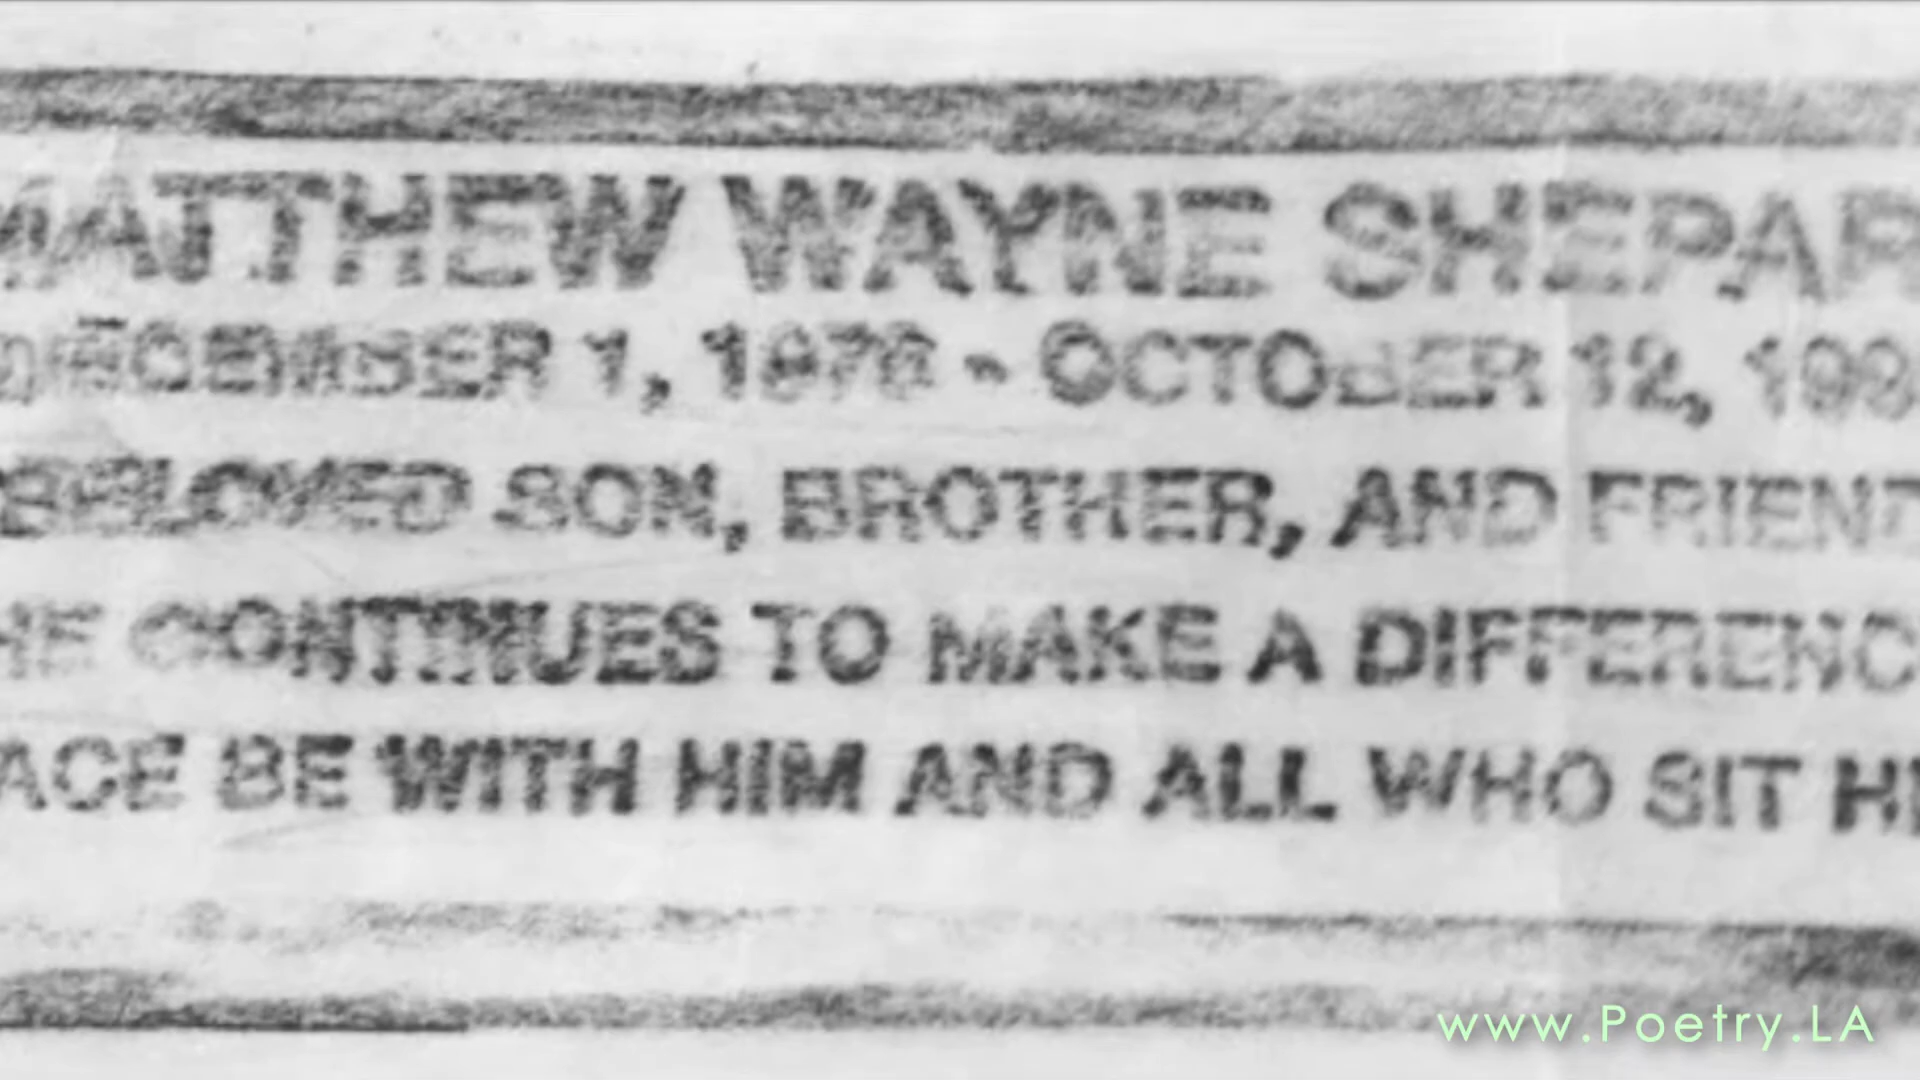 MATTHEW WAYNE SHEPAR
DECEMBER 1, 1976 - OCTOBER 12, 199
BELOVED SON, BROTHER, AND FRIEND
HE CONTINUES TO MAKE A DIFFERENC
ACE BE WITH HIM AND ALL WHO SIT HE
www.Poetry.LA